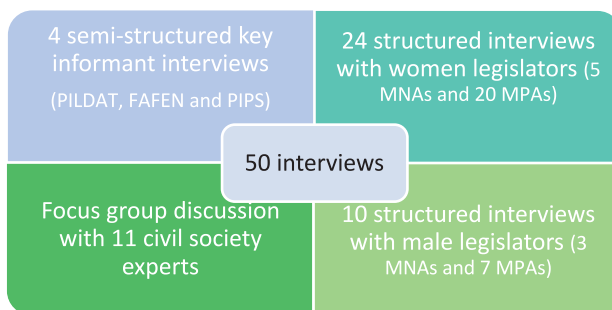 4 semi-structured key
informant interviews
(PILDAT, FAFEN and PIPS)
24 structured interviews
with women legislators (5
MNAs and 20 MPAs)
50 interviews
Focus group discussion
with 11 civil society
experts
10 structured interviews
with male legislators (3
MNAs and 7 MPAs)